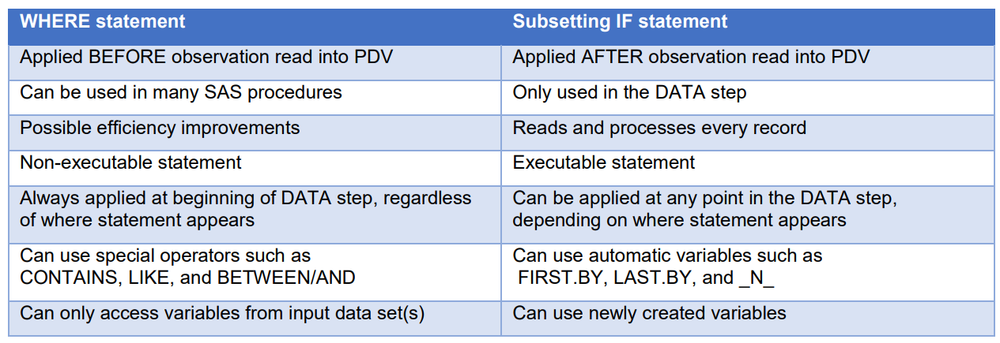 WHERE statement
Subsetting IF statement
Applied BEFORE observation read into PDV
Applied AFTER observation read into PDV
Can be used in many SAS procedures
Only used in the DATA step
Possible efficiency improvements
Reads and processes every record
Non-executable statement
Executable statement
Always applied at beginning of DATA step, regardless
of where statement appears
Can be applied at any point in the DATA step,
depending on where statement appears
Can use special operators such as
CONTAINS, LIKE, and BETWEEN/AND
Can use automatic variables such as
FIRST.BY, LAST.BY, and _N_
Can only access variables from input data set(s)
Can use newly created variables